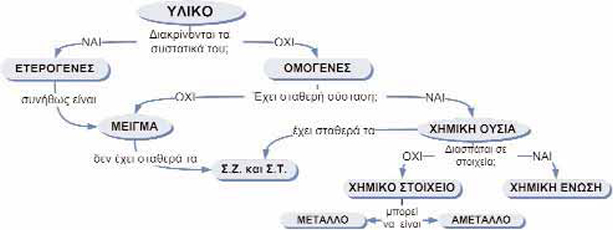 ΥΛΙΚΟ
Διακρίνονται τα
συστατικά του;
ΝΑΙ
ΟΧΙ
ΕΤΕΡΟΓΕΝΕΣ
ΟΜΟΓΕΝΕΣ
συνήθως είναι
ΟΧΙ
Έχει σταθερή σύσταση;
ΝΑΙ
ΜΕΙΓΜΑ
έχει σταθερά τα
ΧΗΜΙΚΗ ΟΥΣΙΑ
δεν έχει σταθερά τα
Σ.Ζ. και Σ.Τ.
ΟΧΙ
Διασπάται σε
στοιχεία;
ΝΑΙ
ΧΗΜΙΚΟ ΣΤΟΙΧΕΙΟ
ΧΗΜΙΚΗ ΕΝΩΣΗ
ΜΕΤΑΛΛΟ
μπορεί
να είναι
ΑΜΕΤΑΛΛΟ